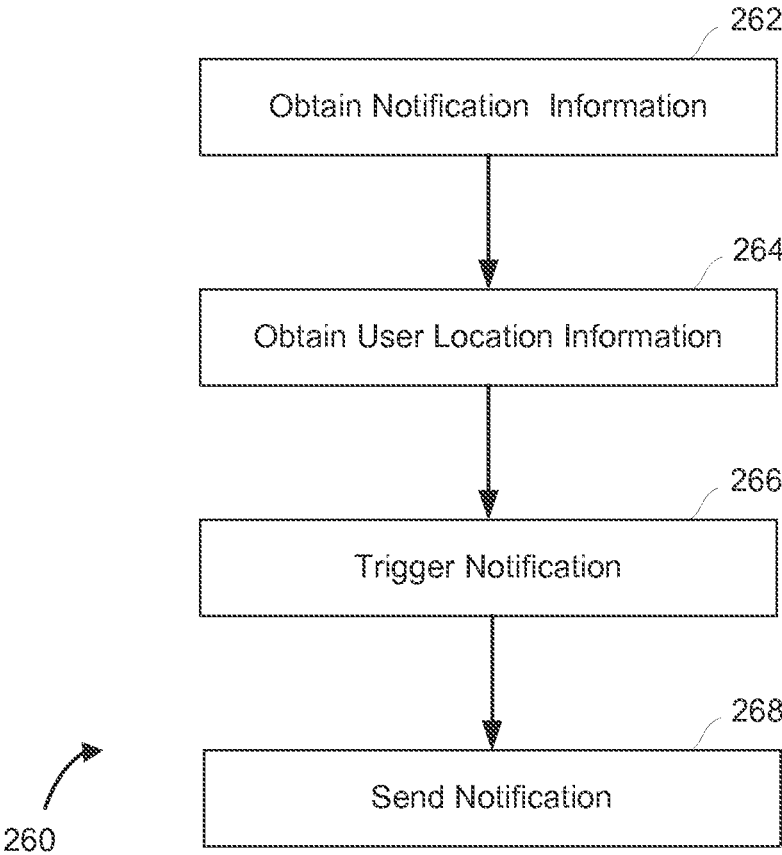 262
Obtain Notification Information
264
Obtain User Location Information
266
Trigger Notification
268
Send Notification
260